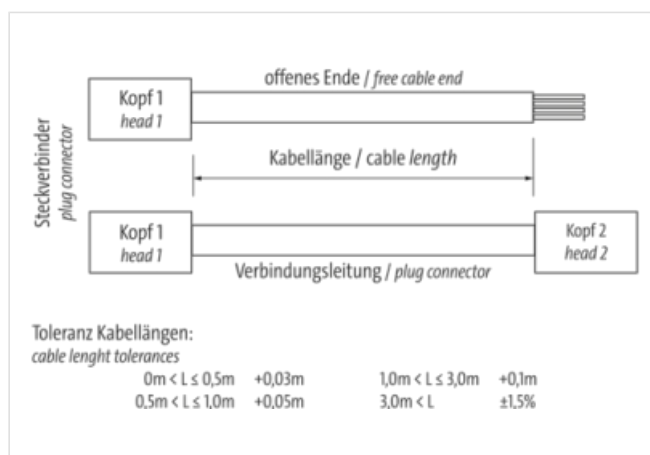 offenes Ende / free cable end
Kopf 1
head 1
Steckverbinder
plug connector
Kabellänge / cable length
Kopf 1
head 1
Kopf 2
head 2
Verbindungsleitung / plug connector
Toleranz Kabellängen:
cable lenght tolerances
0m < L ≤ 0,5m +0,03m 1,0m < L ≤ 3,0m +0,1m
0,5m < L ≤ 1,0m +0,05m 3,0m < L ±1,5%